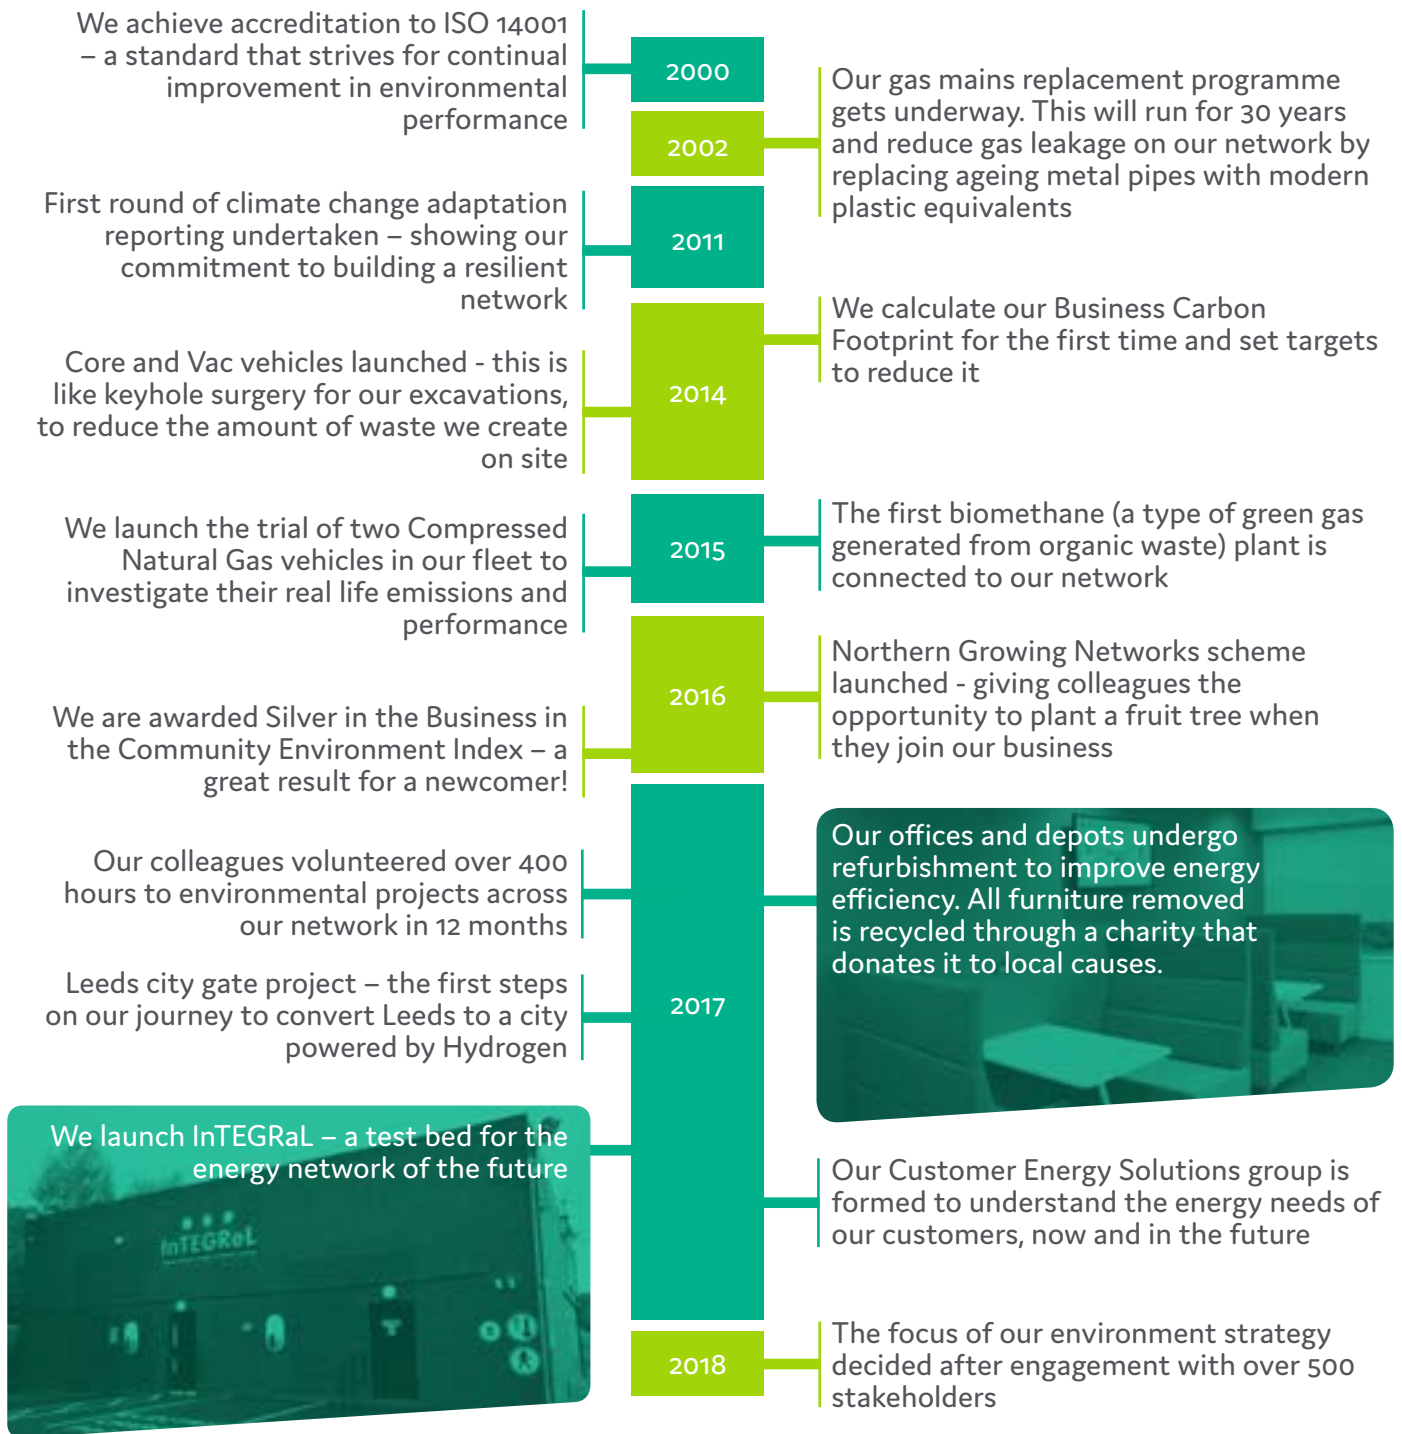 We achieve accreditation to ISO 14001
– a standard that strives for continual
improvement in environmental
performance
2000
2002
Our gas mains replacement programme
gets underway. This will run for 30 years
and reduce gas leakage on our network by
replacing ageing metal pipes with modern
plastic equivalents
First round of climate change adaptation
reporting undertaken – showing our
commitment to building a resilient
network
2011
We calculate our Business Carbon
Footprint for the first time and set targets
to reduce it
2014
Core and Vac vehicles launched - this is
like keyhole surgery for our excavations,
to reduce the amount of waste we create
on site
We launch the trial of two Compressed
Natural Gas vehicles in our fleet to
investigate their real life emissions and
performance
2015
The first biomethane (a type of green gas
generated from organic waste) plant is
connected to our network
Northern Growing Networks scheme
launched - giving colleagues the
opportunity to plant a fruit tree when
they join our business
2016
We are awarded Silver in the Business in
the Community Environment Index – a
great result for a newcomer!
Our offices and depots undergo
refurbishment to improve energy
efficiency. All furniture removed
is recycled through a charity that
donates it to local causes.
Our colleagues volunteered over 400
hours to environmental projects across
our network in 12 months
Leeds city gate project – the first steps
on our journey to convert Leeds to a city
powered by Hydrogen
2017
We launch InTEGRaL – a test bed for the
energy network of the future
InTEGReL
Our Customer Energy Solutions group is
formed to understand the energy needs of
our customers, now and in the future
2018
The focus of our environment strategy
decided after engagement with over 500
stakeholders